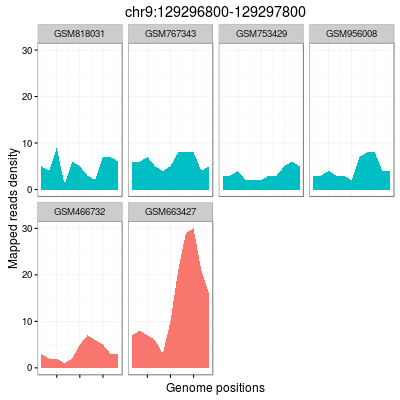 chr9:129296800-129297800
GSM818031 GSM767343 GSM753429 GSM956008
30
20
10
0
GSM466732 GSM663427
30
20
10
0
Mapped reads density
Genome positions